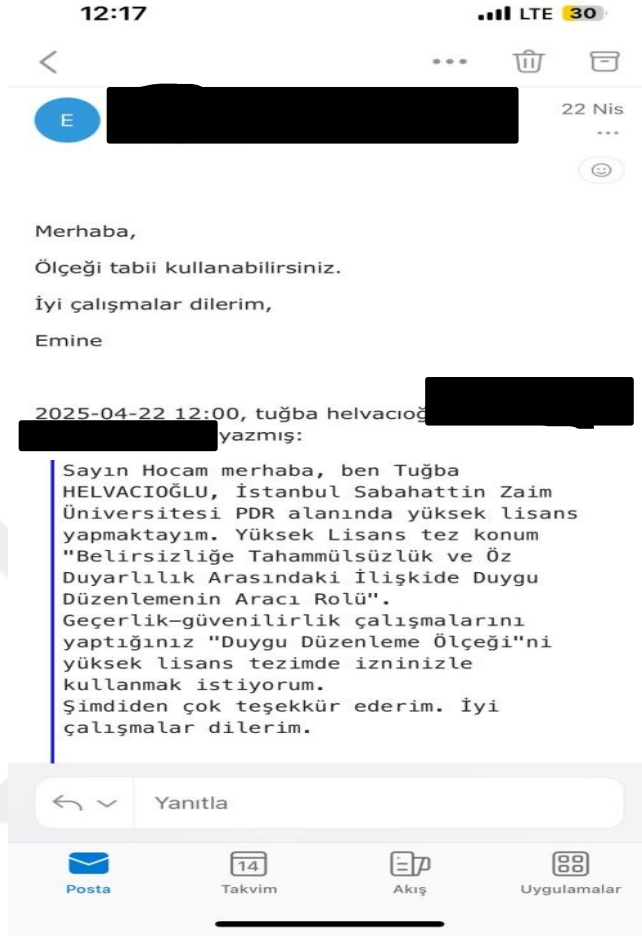 12:17
LTE 30
E
22 Nis
Merhaba,
Ölçeği tabii kullanabilirsiniz.
İyi çalışmalar dilerim,
Emine
2025-04-22 12:00, tuğba helvacıoğ
yazmış:
Sayın Hocam merhaba, ben Tuğba
HELVACIOĞLU, İstanbul Sabahattin Zaim
Üniversitesi PDR alanında yüksek lisans
yapmaktayım. Yüksek Lisans tez konum
"Belirsizliğe Tahammülsüzlük ve Öz
Duyarlılık Arasındaki İlişkide Duygu
Düzenlemenin Aracı Rolü".
Geçerlik–güvenilirlik çalışmalarını
yaptığınız "Duygu Düzenleme Ölçeği"ni
yüksek lisans tezimde izninizle
kullanmak istiyorum.
Şimdiden çok teşekkür ederim. İyi
çalışmalar dilerim.
Yanıtla
14
Posta Takvim Akış Uygulamalar